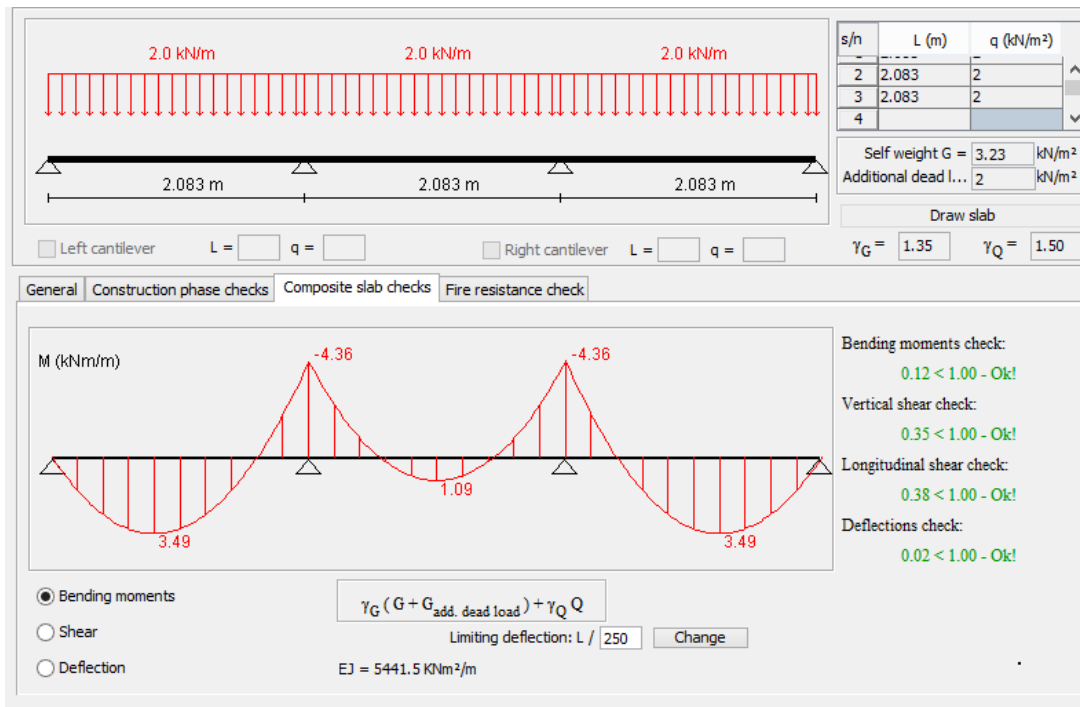 2.0 kN/m 2.0 kN/m 2.0 kN/m
2.083 m 2.083 m 2.083 m
Left cantilever L = q = Right cantilever L = q =
s/n L (m) q (kN/m²)
2 2.083 2
3 2.083 2
4
Self weight G = 3.23 kN/m²
Additional dead l... 2 kN/m²
Draw slab
γG = 1.35 γQ = 1.50
General Construction phase checks Composite slab checks Fire resistance check
M (kNm/m)
-4.36 -4.36
3.49 1.09 3.49
Bending moments check:
0.12 < 1.00 - Ok!
Vertical shear check:
0.35 < 1.00 - Ok!
Longitudinal shear check:
0.38 < 1.00 - Ok!
Deflections check:
0.02 < 1.00 - Ok!
Bending moments
Shear
Deflection
γG ( G + Gadd. dead load ) + γQ Q
Limiting deflection: L / 250 Change
EJ = 5441.5 KNm²/m